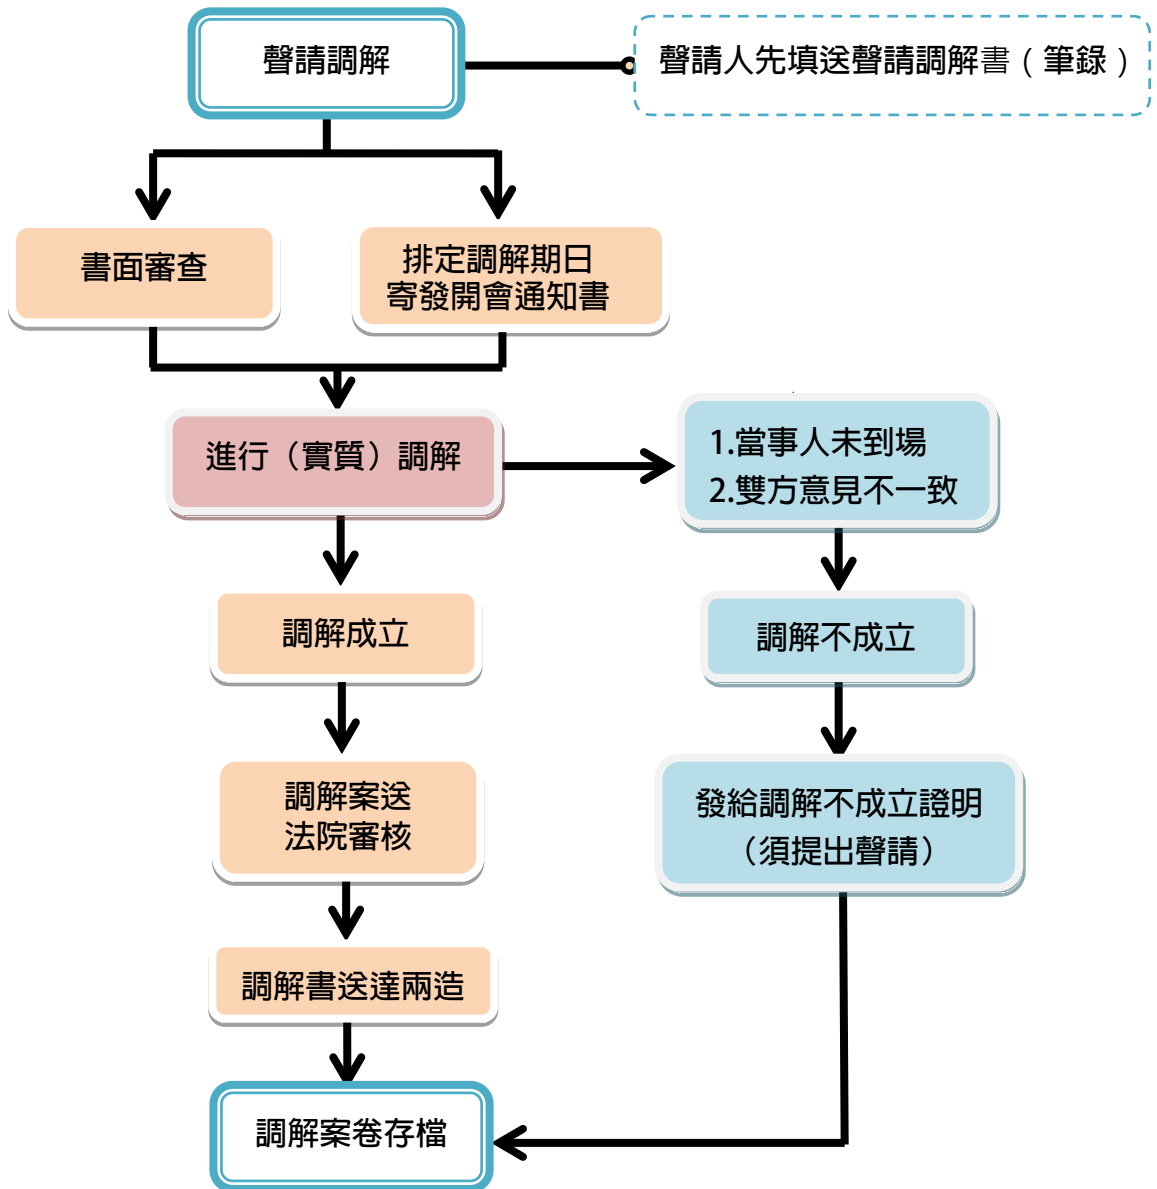 聲請調解
聲請人先填送聲請調解書（筆錄）
書面審查
排定調解期日
寄發開會通知書
進行（實質）調解
1.當事人未到場
2.雙方意見不一致
調解成立
調解不成立
調解案送
法院審核
發給調解不成立證明
（須提出聲請）
調解書送達兩造
調解案卷存檔